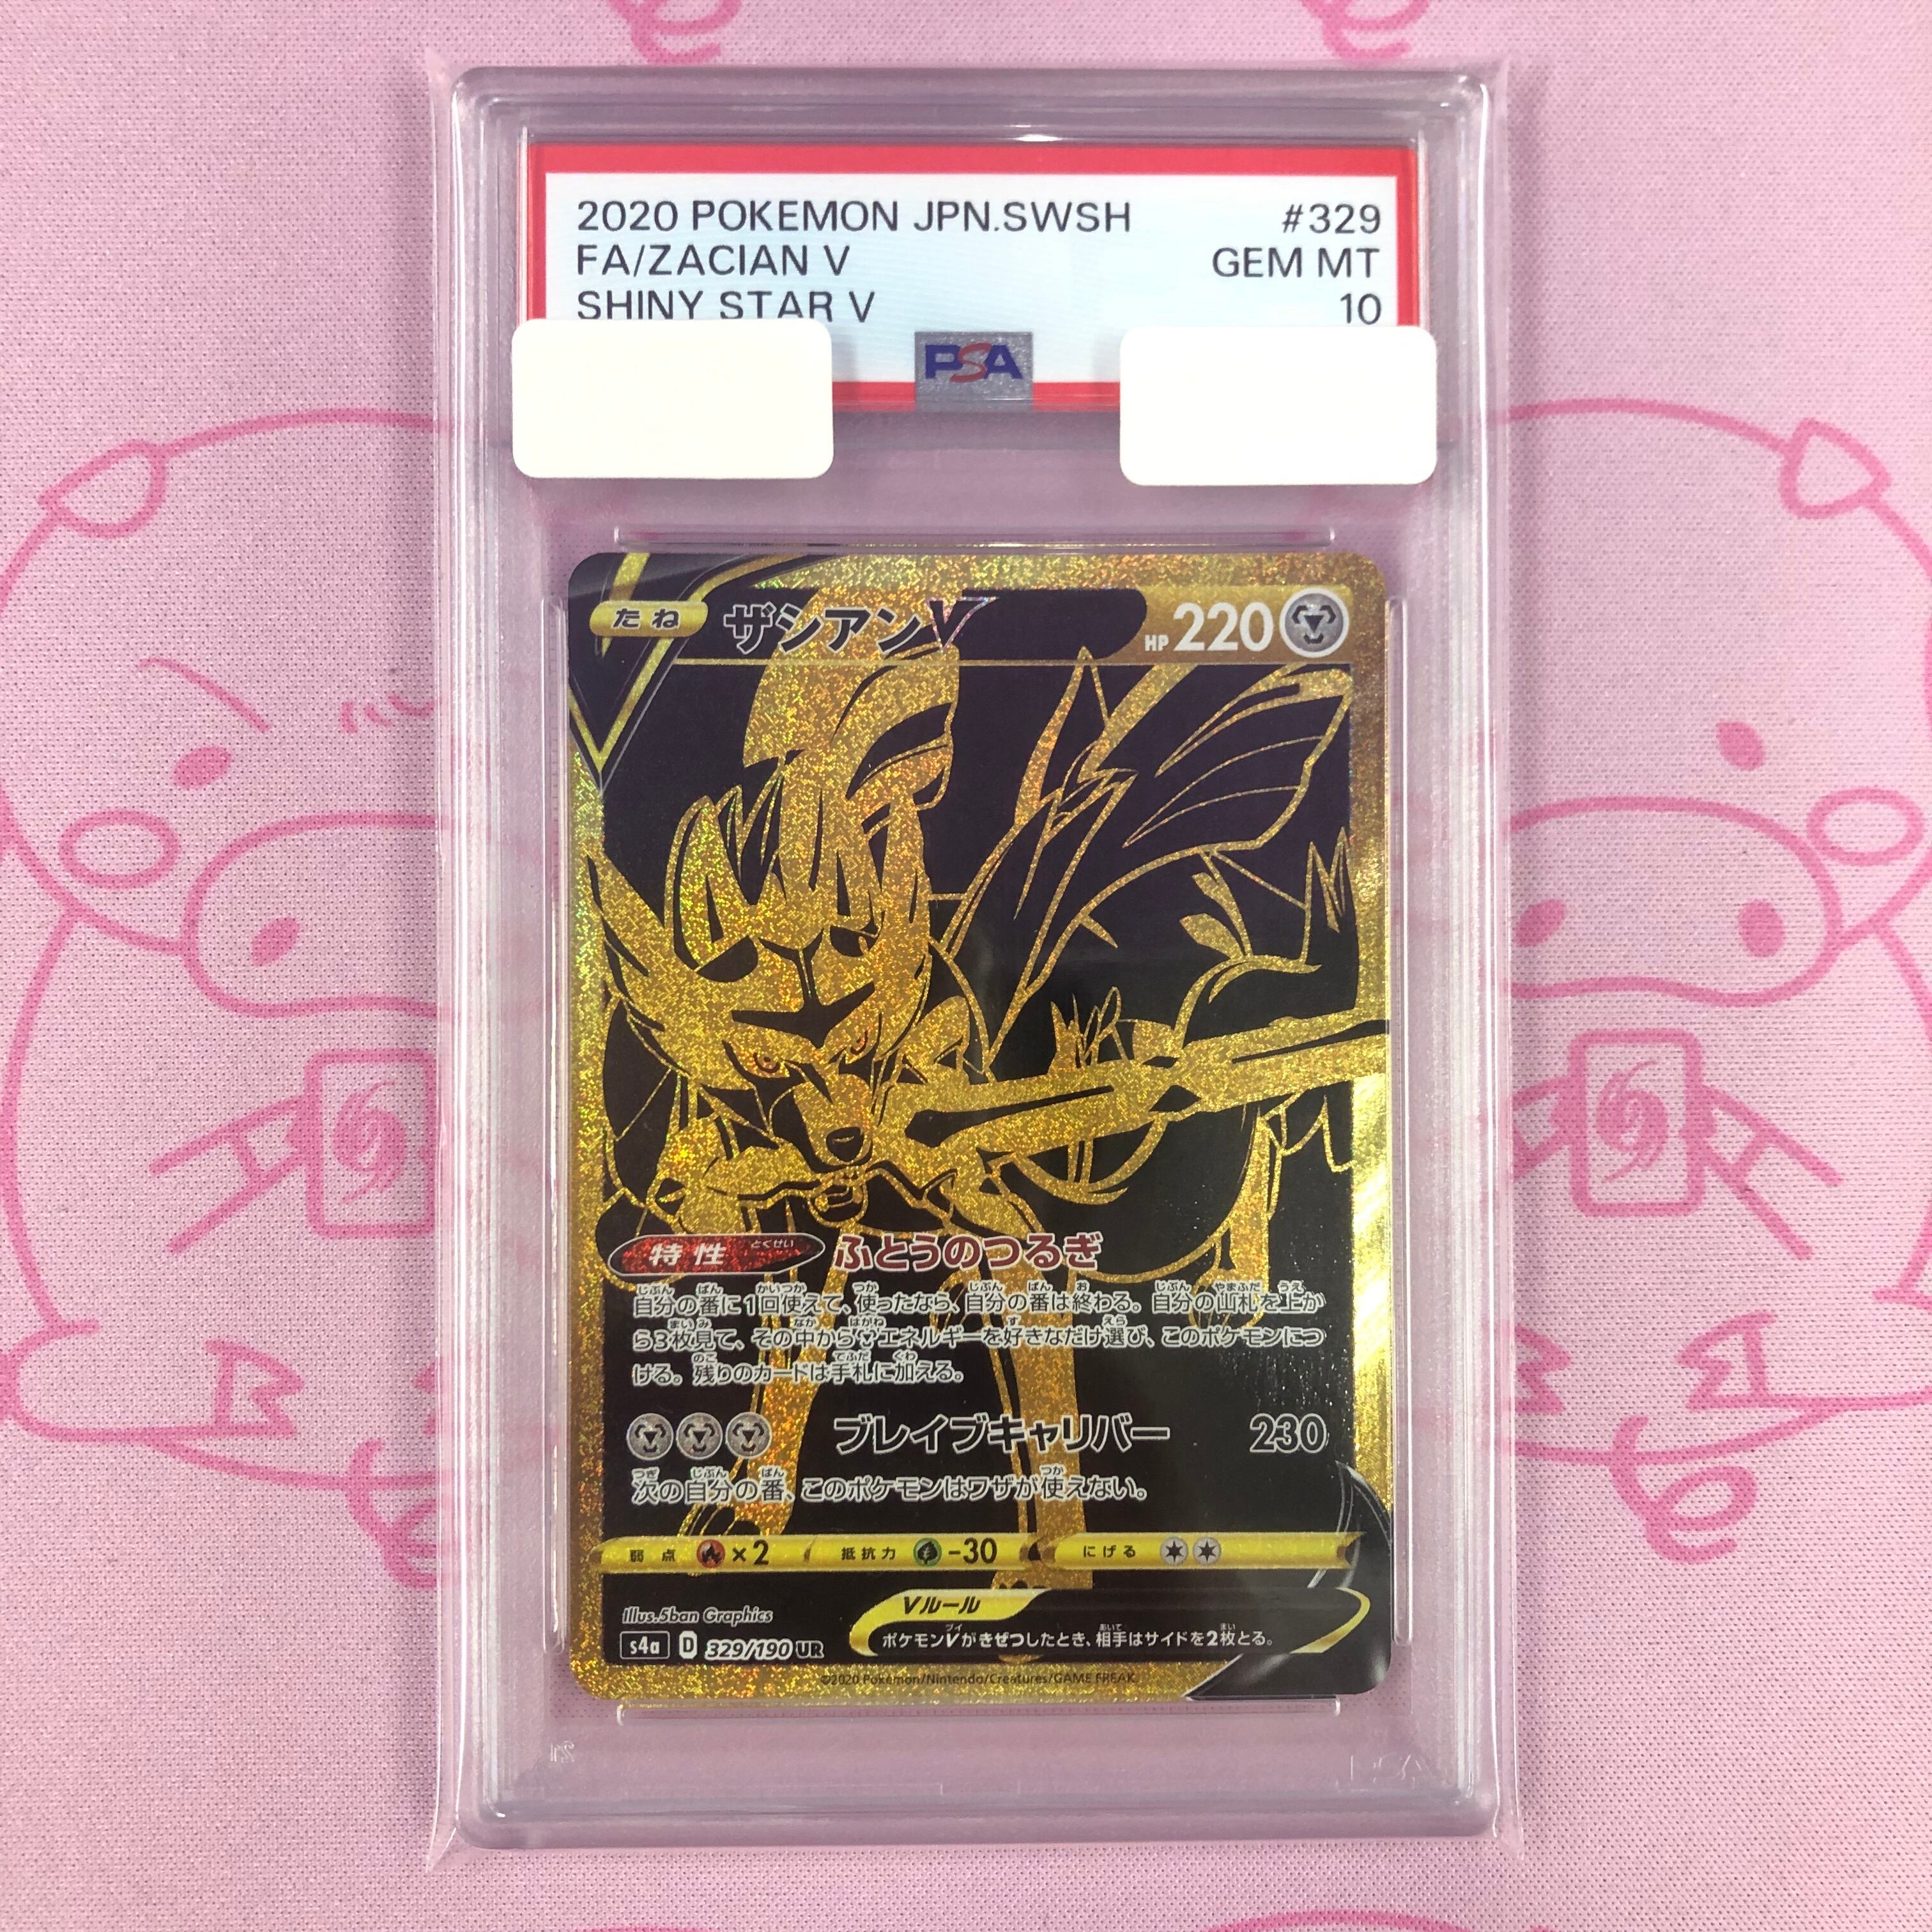 2020 POKEMON JPN.SWSH #329
FA/ZACIAN V GEM MT
SHINY STAR V 10
PSA
たね ザシアンV HP 220
特性 とくせい ふとうのつるぎ
自分の番に1回使えて、使ったなら、自分の番は終わる。自分の山札を上か
ら3枚見て、その中からエネルギーを好きなだけ選び、このポケモンにつ
ける。残りのカードは手札に加える。
ブレイブキャリバー 230
次の自分の番、このポケモンはワザが使えない。
弱点 ×2 抵抗力 -30 にげる
Illus.5ban Graphics
Vルール
ポケモンVがきぜつしたとき、相手はサイドを2枚とる。
s4a D 329/190 UR
©2020 Pokémon/Nintendo/Creatures/GAME FREAK.